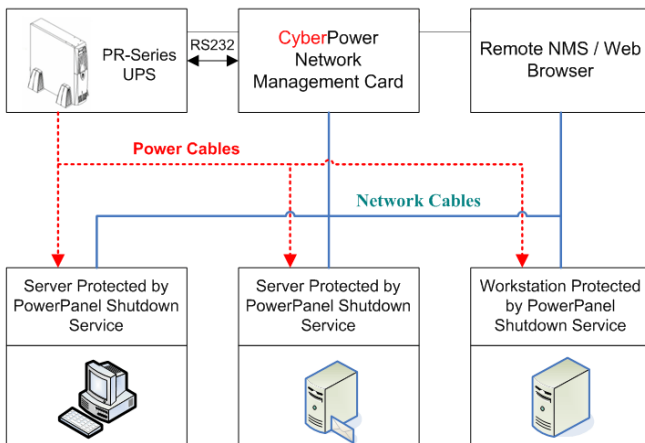 PR-Series
UPS
RS232
CyberPower
Network
Management Card
Remote NMS / Web
Browser
Power Cables
Network Cables
Server Protected by
PowerPanel Shutdown
Service
Server Protected by
PowerPanel Shutdown
Service
Workstation Protected
by PowerPanel
Shutdown Service